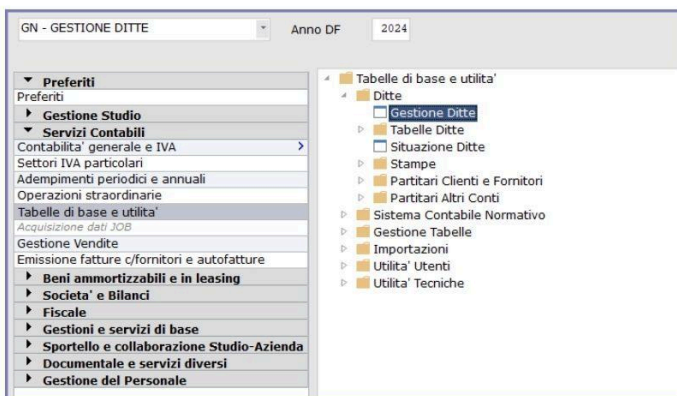 GN - GESTIONE DITTE
Anno DF
2024
Preferiti
Preferiti
Gestione Studio
Servizi Contabili
Contabilita' generale e IVA
Settori IVA particolari
Adempimenti periodici e annuali
Operazioni straordinarie
Tabelle di base e utilita'
Acquisizione dati JOB
Gestione Vendite
Emissione fatture c/fornitori e autofatture
Beni ammortizzabili e in leasing
Societa' e Bilanci
Fiscale
Gestioni e servizi di base
Sportello e collaborazione Studio-Azienda
Documentale e servizi diversi
Gestione del Personale
Tabelle di base e utilita'
Ditte
Gestione Ditte
Tabelle Ditte
Situazione Ditte
Stampe
Partitari Clienti e Fornitori
Partitari Altri Conti
Sistema Contabile Normativo
Gestione Tabelle
Importazioni
Utilita' Utenti
Utilita' Tecniche